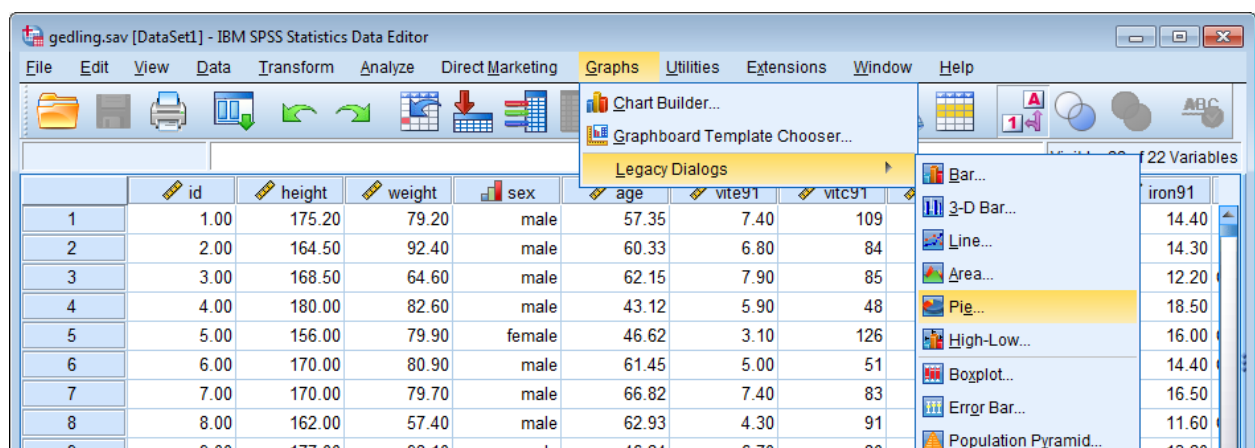 gedling.sav [DataSet1] - IBM SPSS Statistics Data Editor
File Edit View Data Transform Analyze Direct Marketing Graphs Utilities Extensions Window Help
Chart Builder...
Graphboard Template Chooser...
Legacy Dialogs
A
1
ABC
of 22 Variables
Bar...
3-D Bar...
Line...
Area...
Pie...
High-Low...
Boxplot...
Error Bar...
Population Pyramid...
id height weight sex age vite91 vitc91 iron91
1 1.00 175.20 79.20 male 57.35 7.40 109 14.40
2 2.00 164.50 92.40 male 60.33 6.80 84 14.30
3 3.00 168.50 64.60 male 62.15 7.90 85 12.20
4 4.00 180.00 82.60 male 43.12 5.90 48 18.50
5 5.00 156.00 79.90 female 46.62 3.10 126 16.00
6 6.00 170.00 80.90 male 61.45 5.00 51 14.40
7 7.00 170.00 79.70 male 66.82 7.40 83 16.50
8 8.00 162.00 57.40 male 62.93 4.30 91 11.60